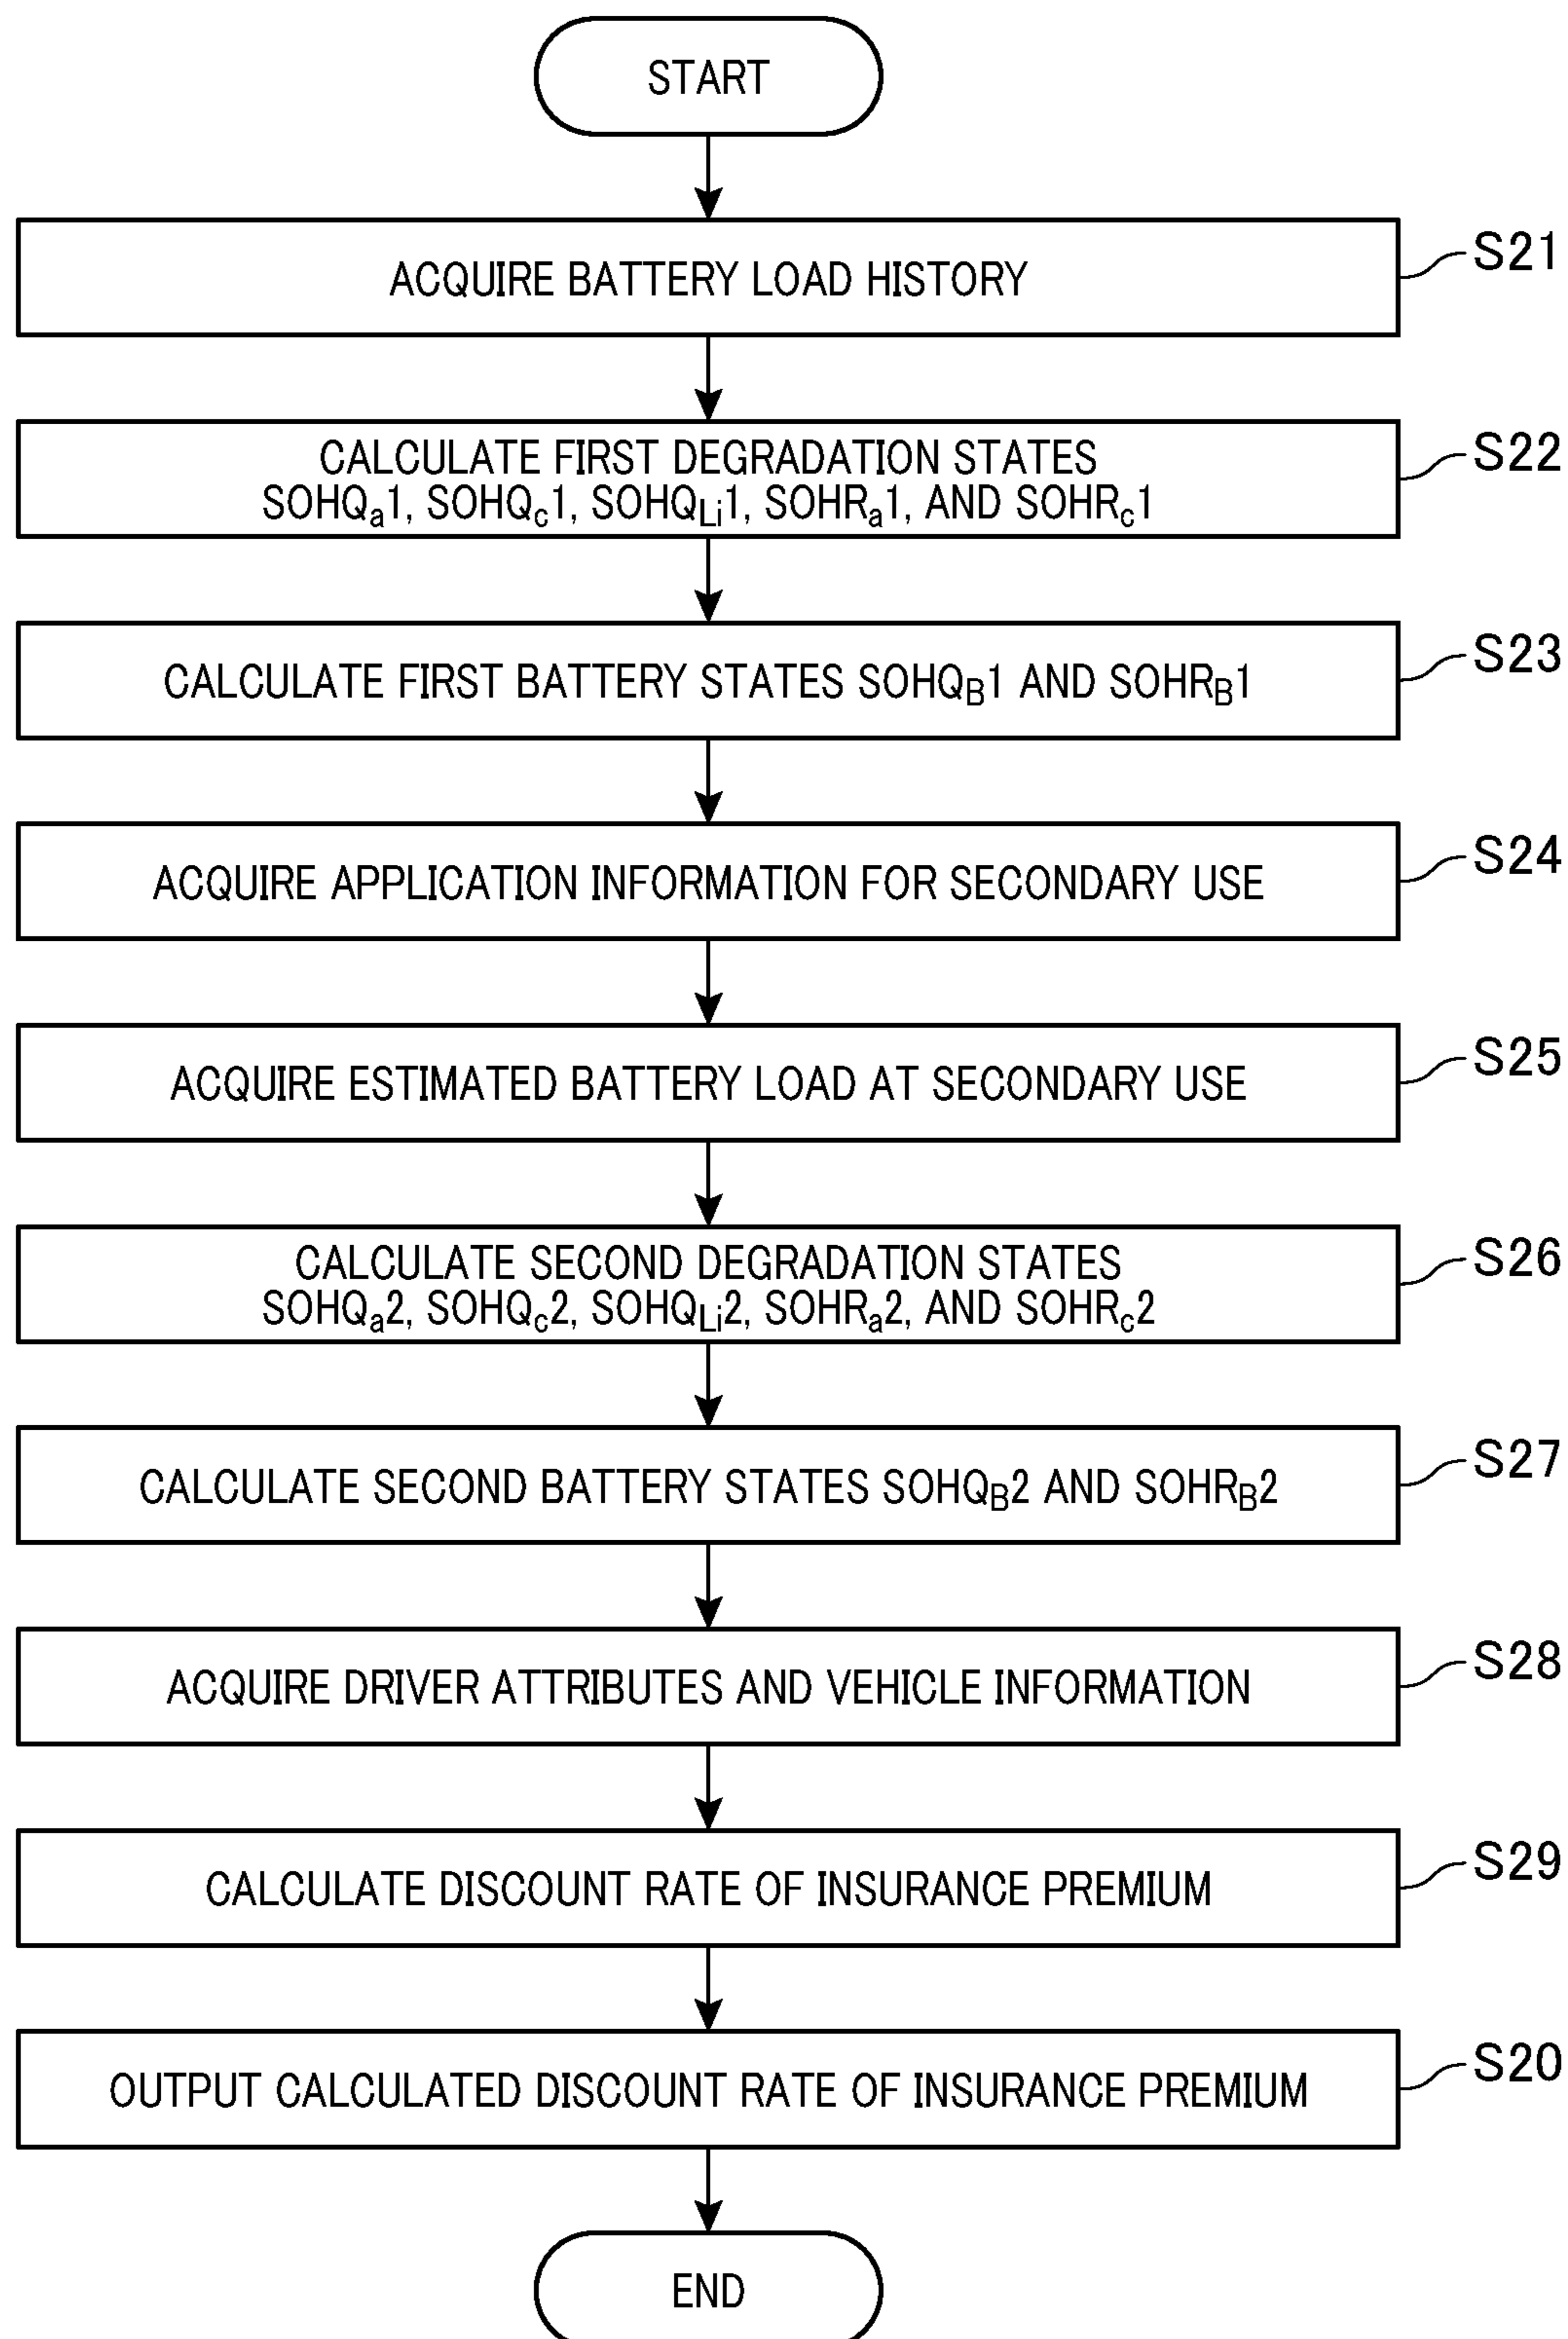 START
ACQUIRE BATTERY LOAD HISTORY
S21
CALCULATE FIRST DEGRADATION STATES
SOHQa1, SOHQc1, SOHQLi1, SOHRa1, AND SOHRc1
S22
CALCULATE FIRST BATTERY STATES SOHQB1 AND SOHRB1
S23
ACQUIRE APPLICATION INFORMATION FOR SECONDARY USE
S24
ACQUIRE ESTIMATED BATTERY LOAD AT SECONDARY USE
S25
CALCULATE SECOND DEGRADATION STATES
SOHQa2, SOHQc2, SOHQLi2, SOHRa2, AND SOHRc2
S26
CALCULATE SECOND BATTERY STATES SOHQB2 AND SOHRB2
S27
ACQUIRE DRIVER ATTRIBUTES AND VEHICLE INFORMATION
S28
CALCULATE DISCOUNT RATE OF INSURANCE PREMIUM
S29
OUTPUT CALCULATED DISCOUNT RATE OF INSURANCE PREMIUM
S20
END